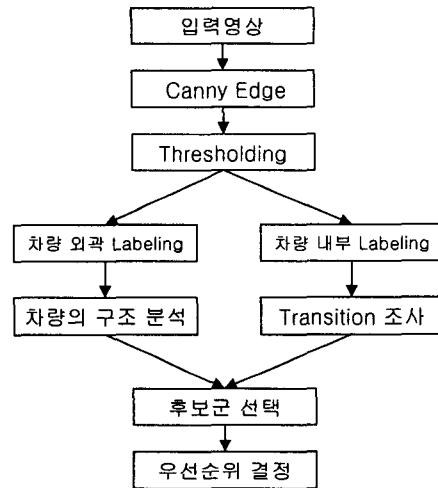 입력영상
Canny Edge
Thresholding
차량 외곽 Labeling
차량 내부 Labeling
차량의 구조 분석
Transition 조사
후보군 선택
우선순위 결정